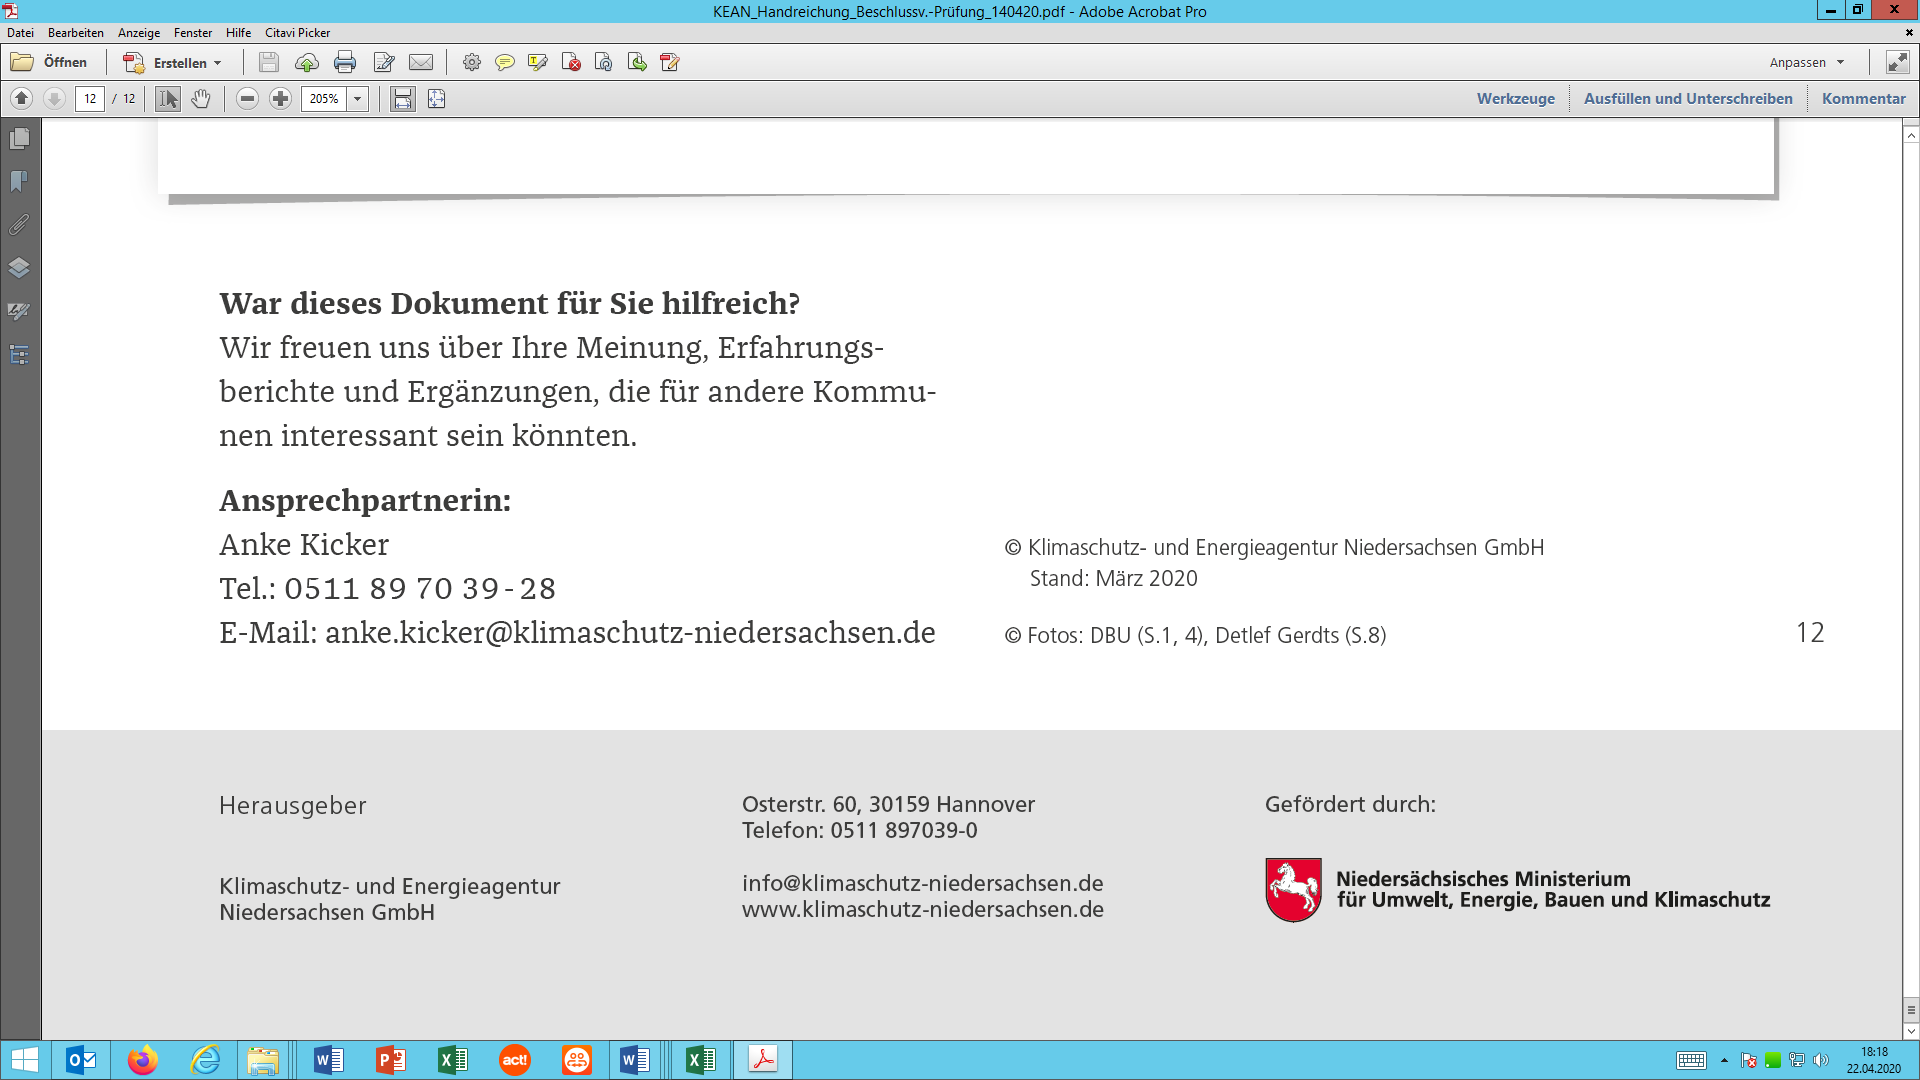 KEAN_Handreichung_Beschlussv.-Prüfung_140420.pdf - Adobe Acrobat Pro
Datei Bearbeiten Anzeige Fenster Hilfe Citavi Picker
Öffnen Erstellen Anpassen
12 / 12 205% Werkzeuge Ausfüllen und Unterschreiben Kommentar
War dieses Dokument für Sie hilfreich?
Wir freuen uns über Ihre Meinung, Erfahrungs-
berichte und Ergänzungen, die für andere Kommu-
nen interessant sein könnten.
Ansprechpartnerin:
Anke Kicker
Tel.: 0511 89 70 39 - 28
E-Mail: anke.kicker@klimaschutz-niedersachsen.de
© Klimaschutz- und Energieagentur Niedersachsen GmbH
Stand: März 2020
© Fotos: DBU (S.1, 4), Detlef Gerdts (S.8)
12
Herausgeber
Klimaschutz- und Energieagentur
Niedersachsen GmbH
Osterstr. 60, 30159 Hannover
Telefon: 0511 897039-0
info@klimaschutz-niedersachsen.de
www.klimaschutz-niedersachsen.de
Gefördert durch:
Niedersächsisches Ministerium
für Umwelt, Energie, Bauen und Klimaschutz
act!
18:18
22.04.2020